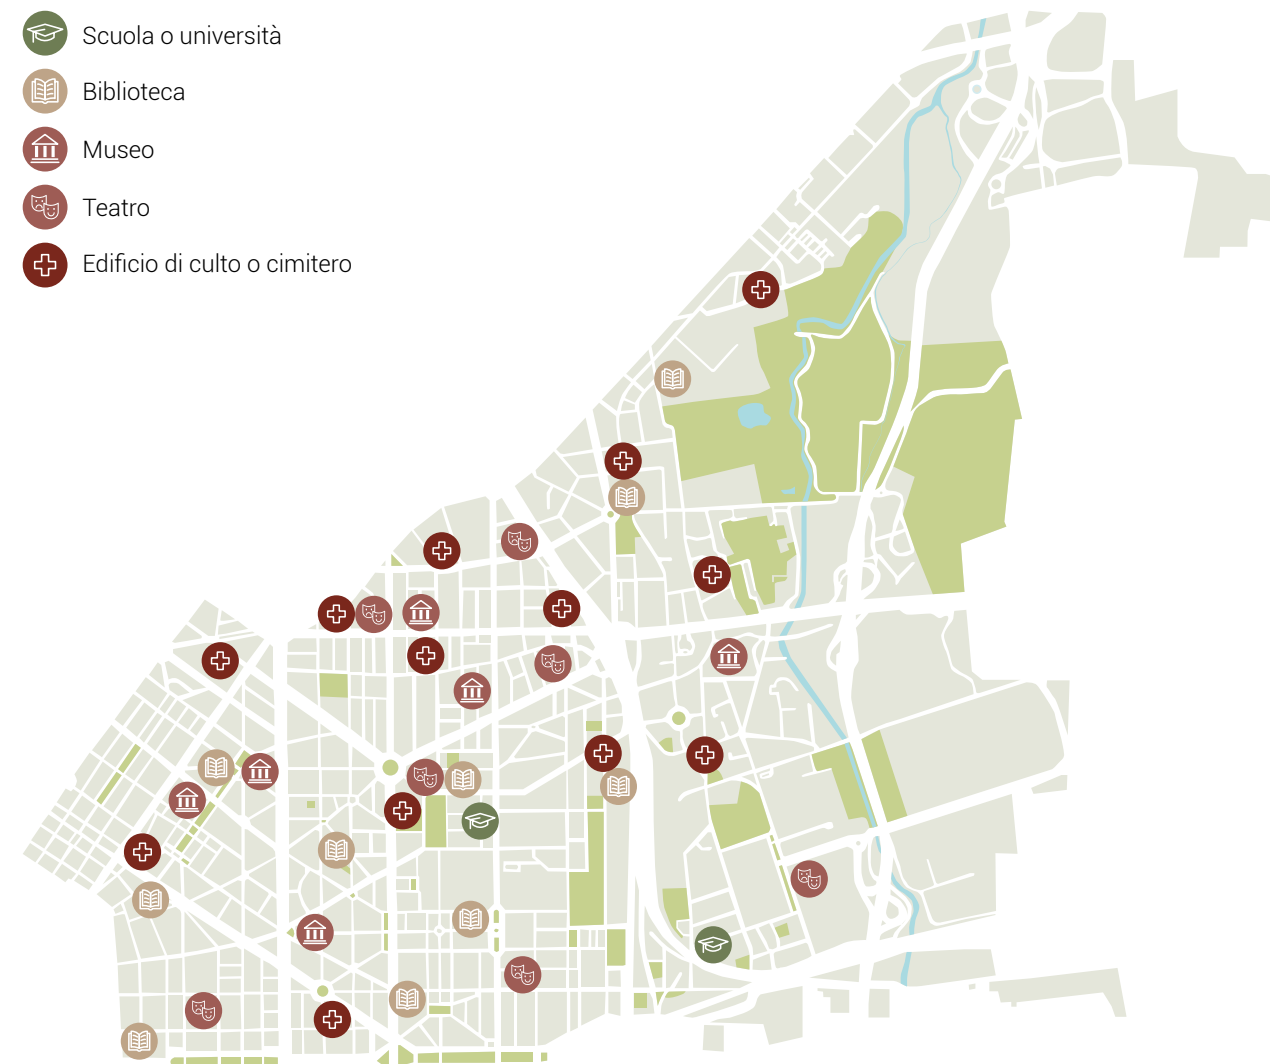 Scuola o università
Biblioteca
Museo
Teatro
Edificio di culto o cimitero